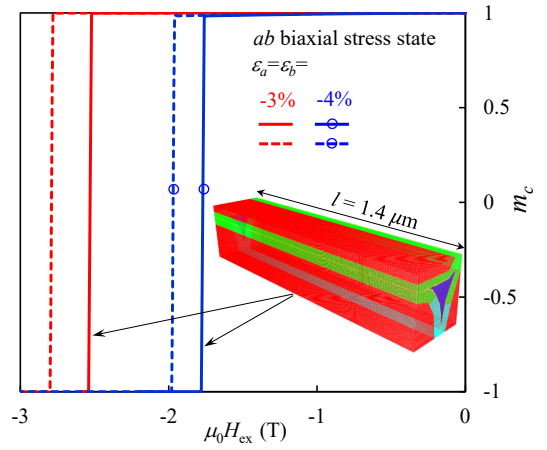 1
ab biaxial stress state
εa=εb=
-3% -4%
0.5
l = 1.4 μm
0
mc
-0.5
-1
-3 -2 -1 0
μ0Hex (T)